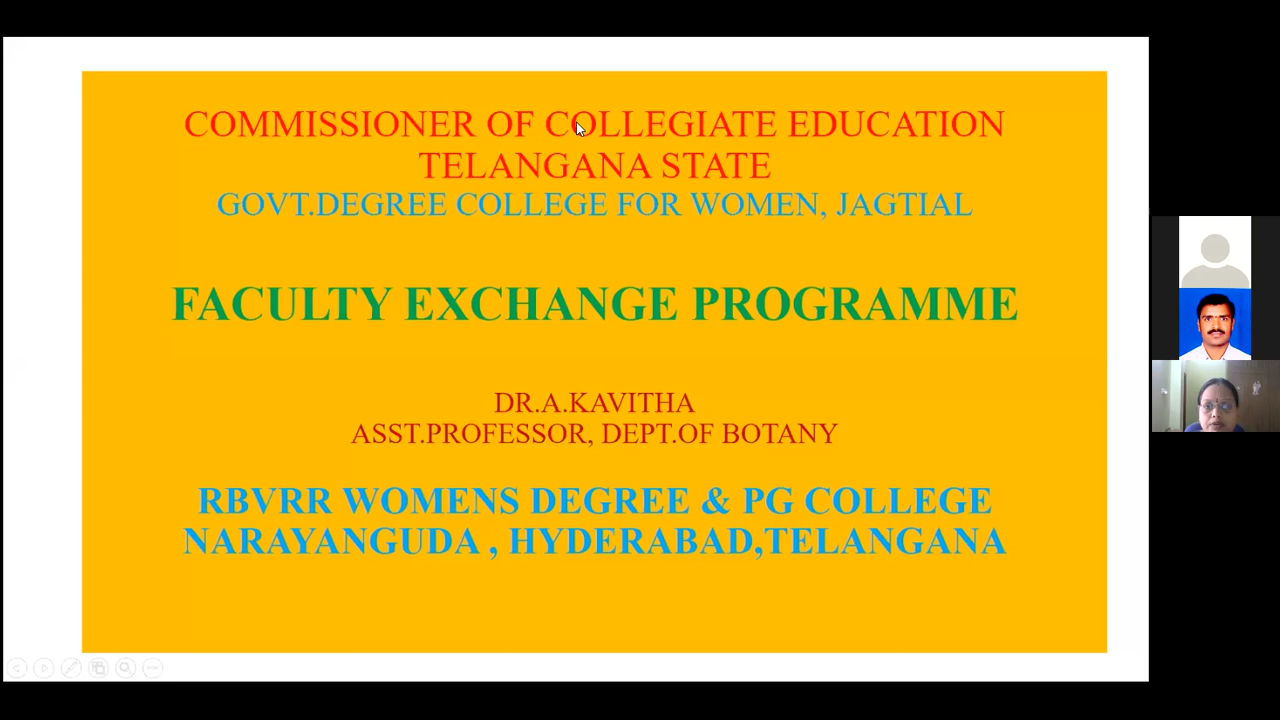 COMMISSIONER OF COLLEGIATE EDUCATION
TELANGANA STATE
GOVT.DEGREE COLLEGE FOR WOMEN, JAGTIAL
FACULTY EXCHANGE PROGRAMME
DR.A.KAVITHA
ASST.PROFESSOR, DEPT.OF BOTANY
RBVRR WOMENS DEGREE & PG COLLEGE
NARAYANGUDA , HYDERABAD,TELANGANA